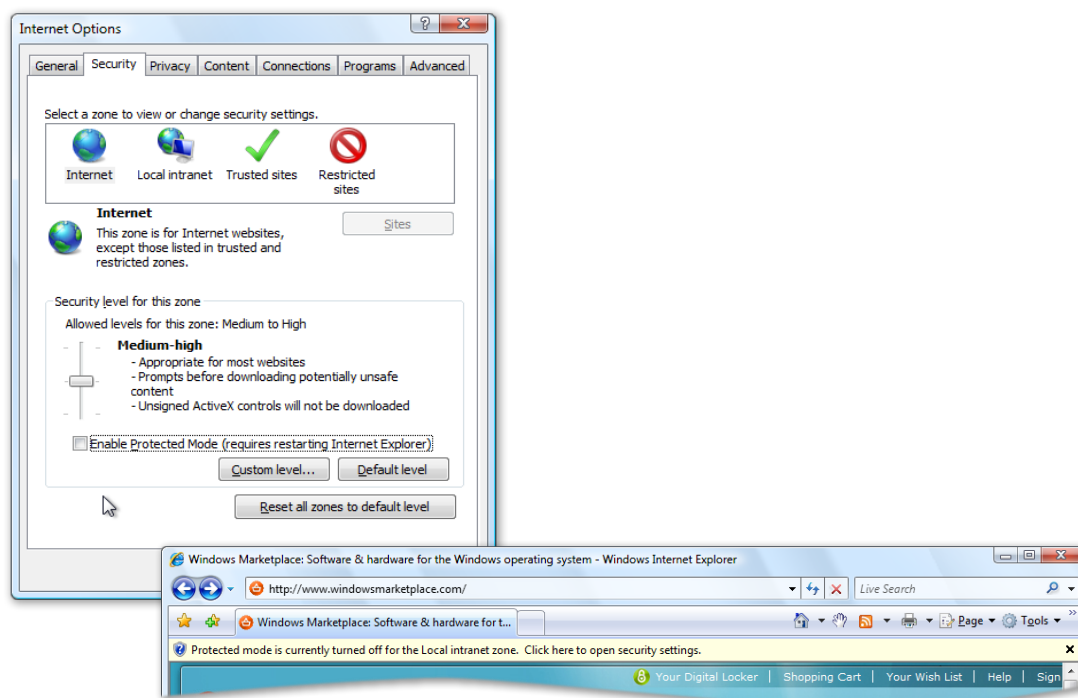 Internet Options
General Security Privacy Content Connections Programs Advanced
Select a zone to view or change security settings.
Internet Local intranet Trusted sites Restricted
sites
Internet
Sites
This zone is for Internet websites,
except those listed in trusted and
restricted zones.
Security level for this zone
Allowed levels for this zone: Medium to High
Medium-high
- Appropriate for most websites
- Prompts before downloading potentially unsafe
content
- Unsigned ActiveX controls will not be downloaded
Enable Protected Mode (requires restarting Internet Explorer)
Custom level... Default level
Reset all zones to default level
Windows Marketplace: Software & hardware for the Windows operating system - Windows Internet Explorer
http://www.windowsmarketplace.com/ Live Search
Windows Marketplace: Software & hardware for t... Page Tools
Protected mode is currently turned off for the Local intranet zone. Click here to open security settings.
Your Digital Locker | Shopping Cart | Your Wish List | Help | Sign